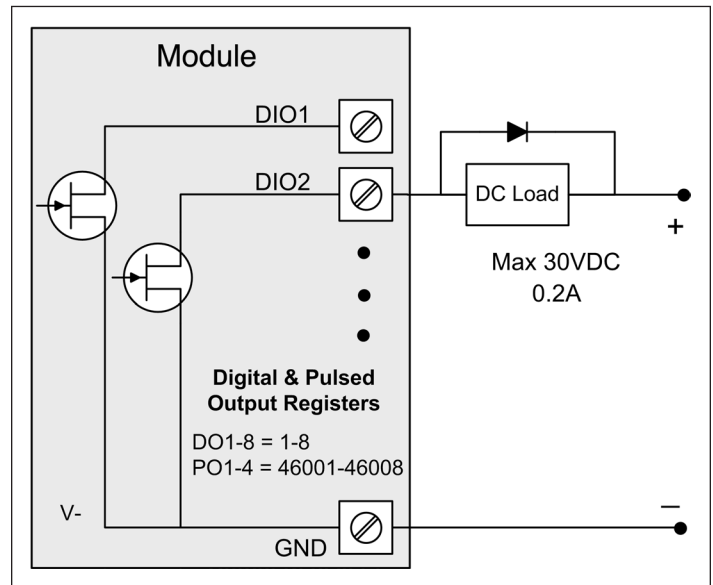 Module
DIO1
DIO2
DC Load
+
Max 30VDC
0.2A
Digital & Pulsed
Output Registers
DO1-8 = 1-8
PO1-4 = 46001-46008
V-
GND
–